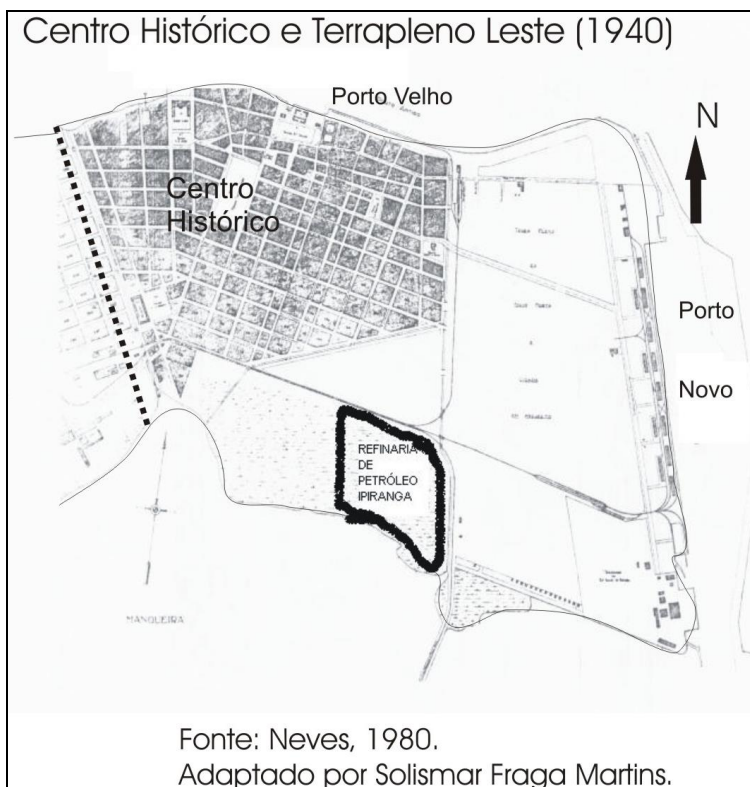 Centro Histórico e Terrapleno Leste (1940)
Porto Velho
N
Centro
Histórico
Porto
Novo
REFINARIA
DE
PETRÓLEO
IPIRANGA
MANGUEIRA
Fonte: Neves, 1980.
Adaptado por Solismar Fraga Martins.